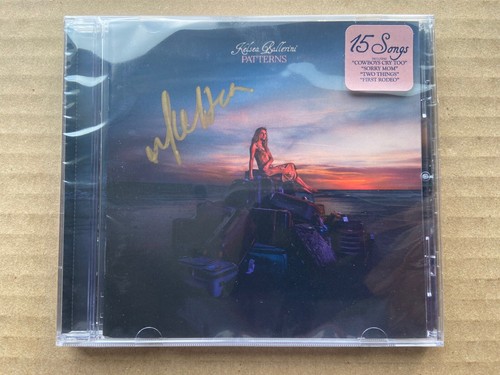 Kelsea Ballerini
PATTERNS
15 Songs
"COWBOYS CRY TOO"
"SORRY MOM"
"TWO THINGS"
"FIRST RODEO"